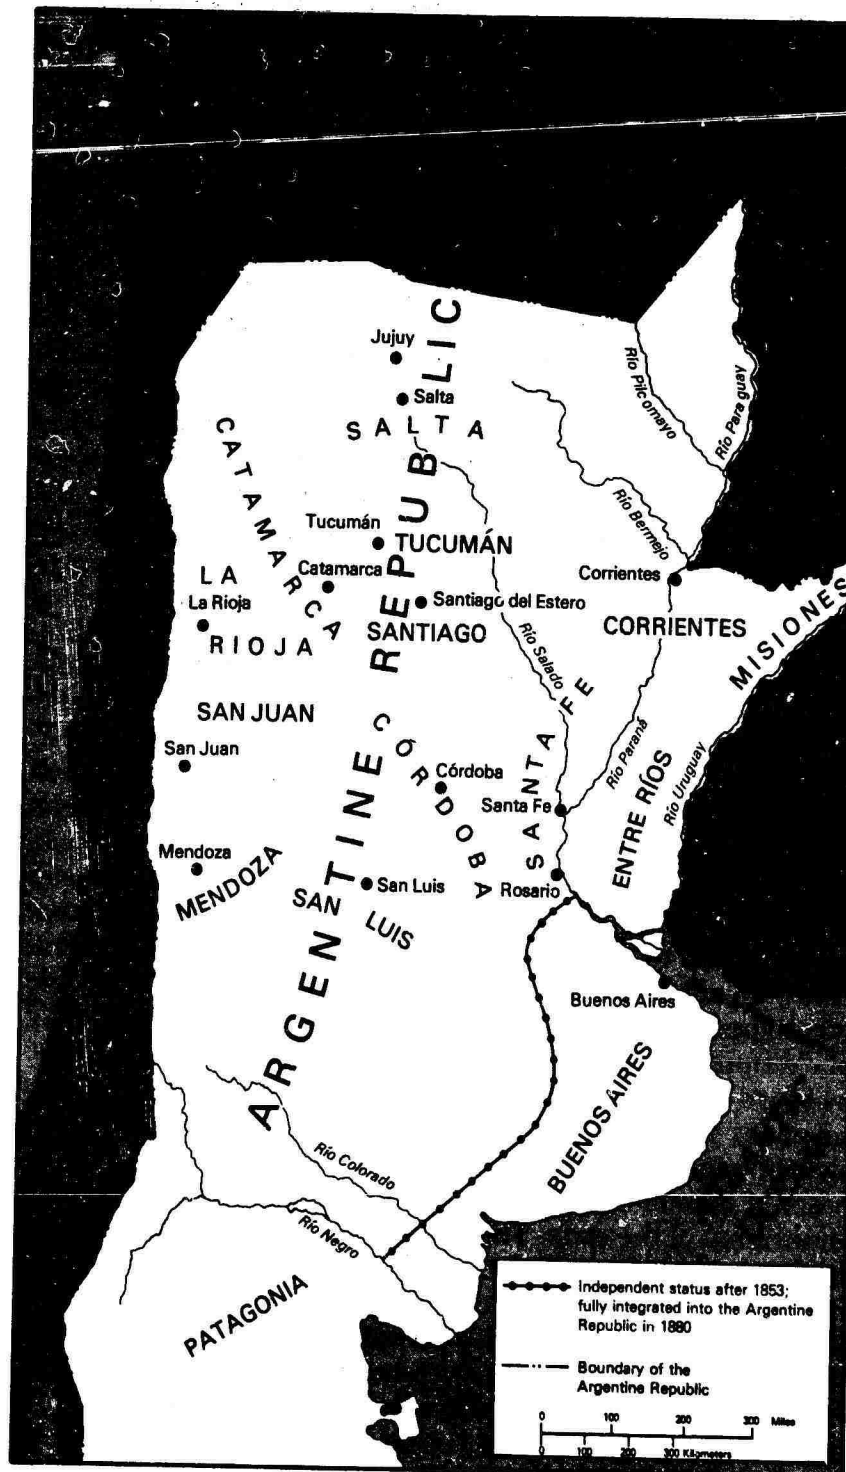 ARGENTINE REPUBLIC
Jujuy
Salta
SALTA
CATAMARCA
Río Pilcomayo
Río Paraguay
Río Bermejo
Tucumán
TUCUMÁN
Catamarca
Corrientes
LA
La Rioja
RIOJA
Santiago del Estero
SANTIAGO
CORRIENTES
MISIONES
Río Salado
SAN JUAN
San Juan
CÓRDOBA
Córdoba
SANTA FE
Santa Fe
Río Paraná
ENTRE RÍOS
Río Uruguay
Mendoza
MENDOZA
San Luis
SAN
LUIS
Rosario
Buenos Aires
BUENOS AIRES
Río Colorado
Río Negro
PATAGONIA
Independent status after 1853;
fully integrated into the Argentine
Republic in 1880
Boundary of the
Argentine Republic
0 100 200 300 Miles
0 100 200 300 Kilometers